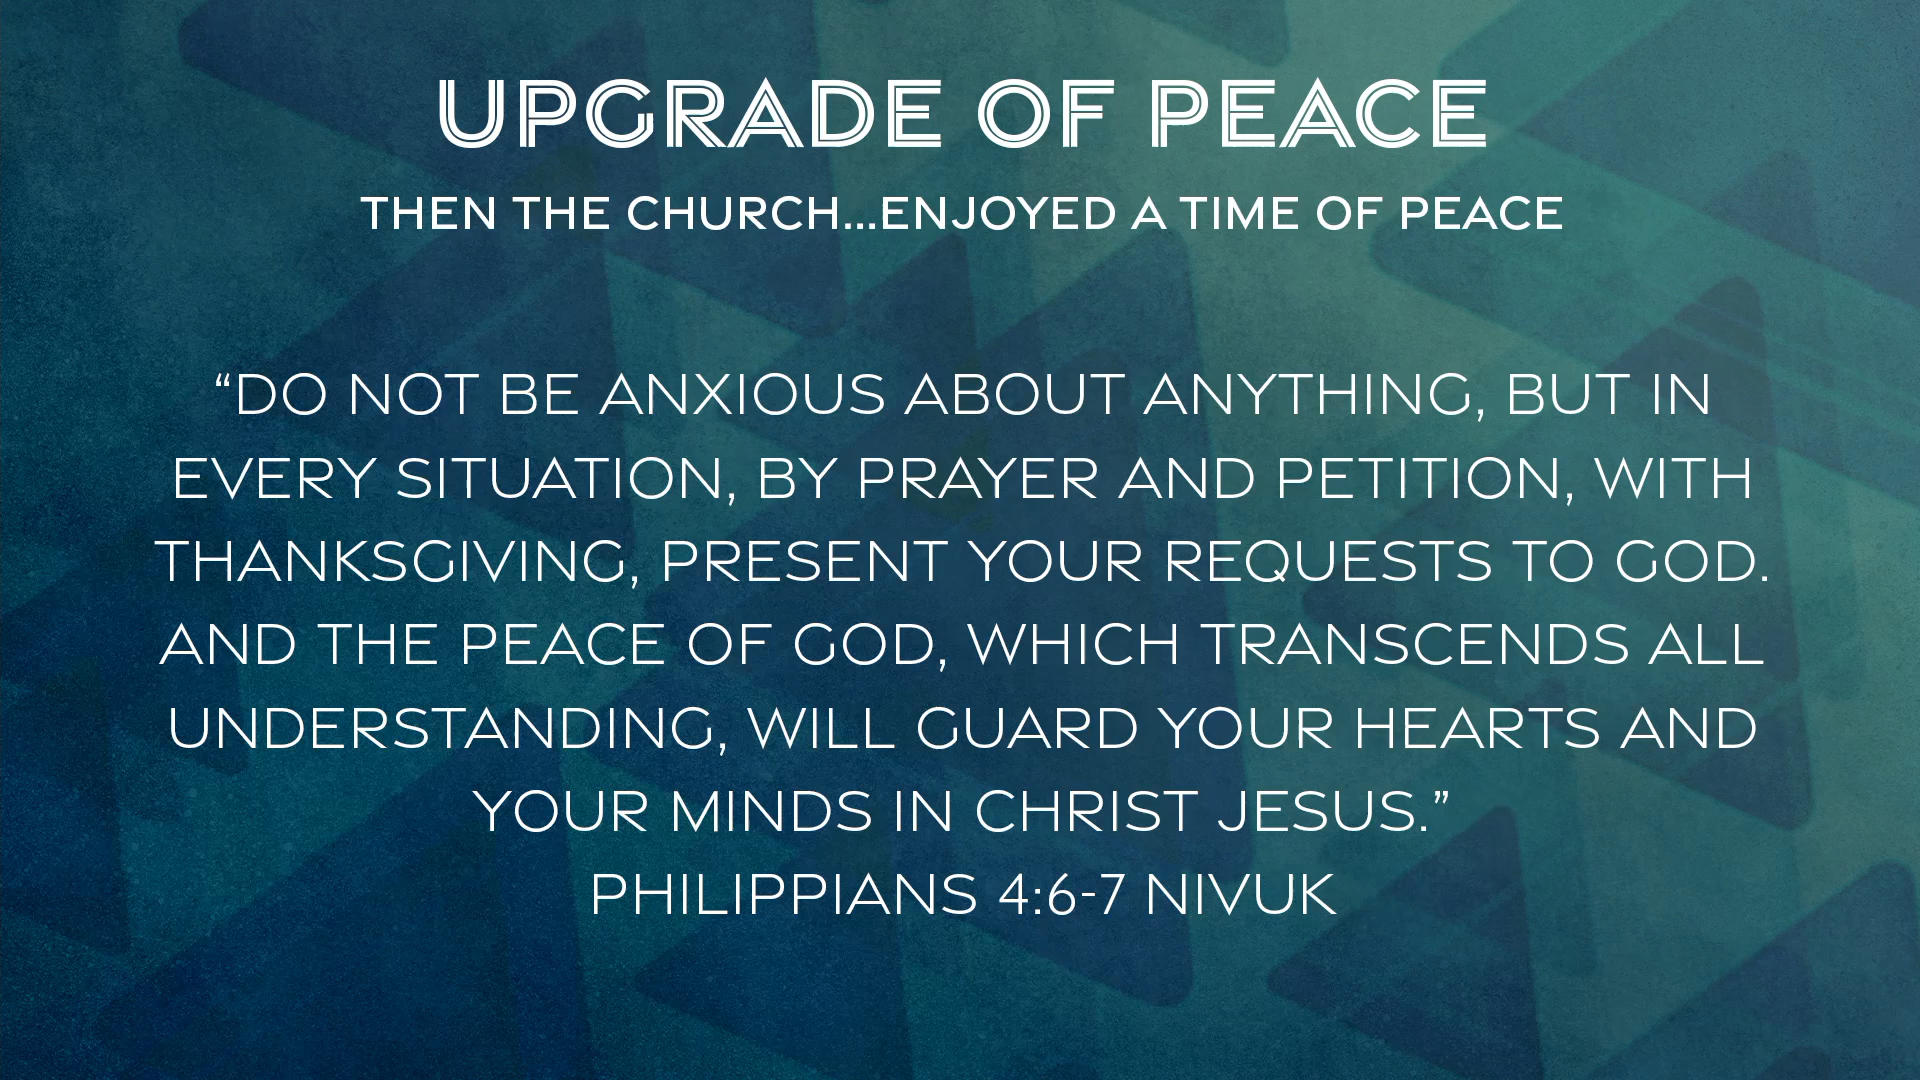 UPGRADE OF PEACE
THEN THE CHURCH...ENJOYED A TIME OF PEACE
“DO NOT BE ANXIOUS ABOUT ANYTHING, BUT IN
EVERY SITUATION, BY PRAYER AND PETITION, WITH
THANKSGIVING, PRESENT YOUR REQUESTS TO GOD.
AND THE PEACE OF GOD, WHICH TRANSCENDS ALL
UNDERSTANDING, WILL GUARD YOUR HEARTS AND
YOUR MINDS IN CHRIST JESUS.”
PHILIPPIANS 4:6-7 NIVUK